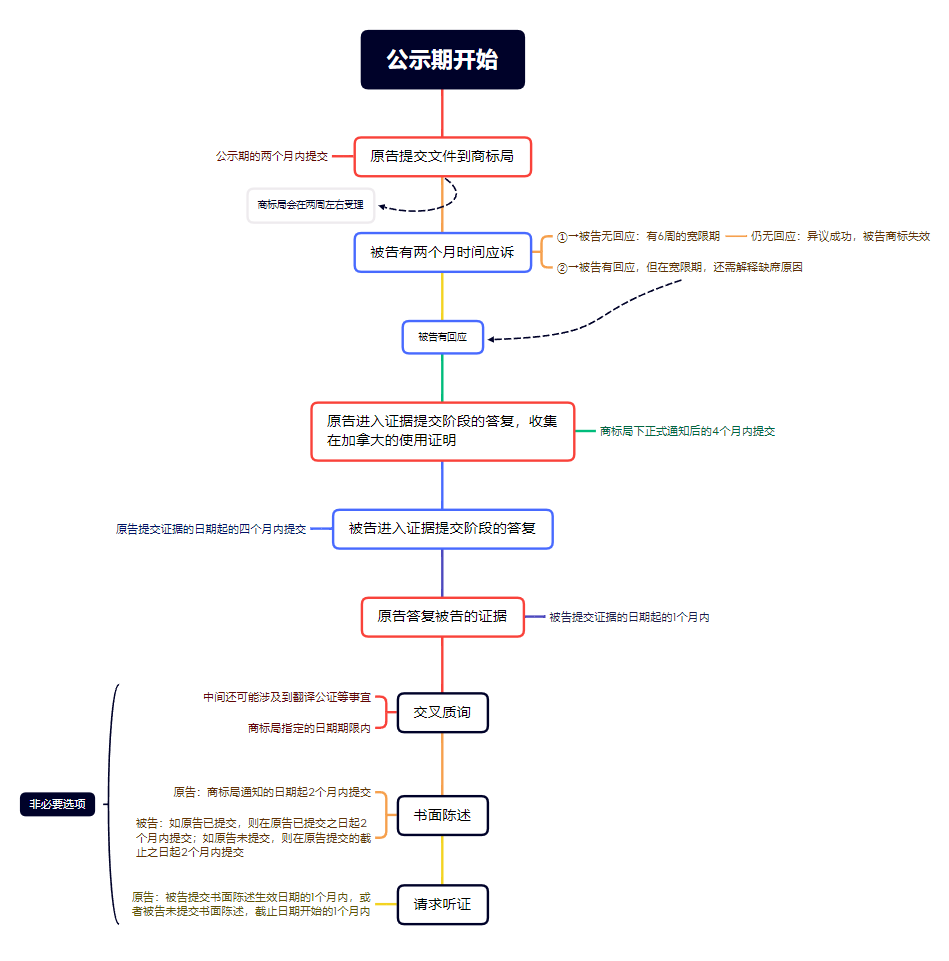 公示期开始
公示期的两个月内提交
原告提交文件到商标局
商标局会在两周左右受理
被告有两个月时间应诉
①→被告无回应：有6周的宽限期
仍无回应：异议成功，被告商标失效
②→被告有回应，但在宽限期，还需解释缺席原因
被告有回应
原告进入证据提交阶段的答复，收集
在加拿大的使用证明
商标局下正式通知后的4个月内提交
原告提交证据的日期起的四个月内提交
被告进入证据提交阶段的答复
原告答复被告的证据
被告提交证据的日期起的1个月内
中间还可能涉及到翻译公证等事宜
商标局指定的日期期限内
交叉质询
非必要选项
原告：商标局通知的日期起2个月内提交
被告：如原告已提交，则在原告已提交之日起2
个月内提交；如原告未提交，则在原告提交的截
止之日起2个月内提交
书面陈述
原告：被告提交书面陈述生效日期的1个月内，或
者被告未提交书面陈述，截止日期开始的1个月内
请求听证